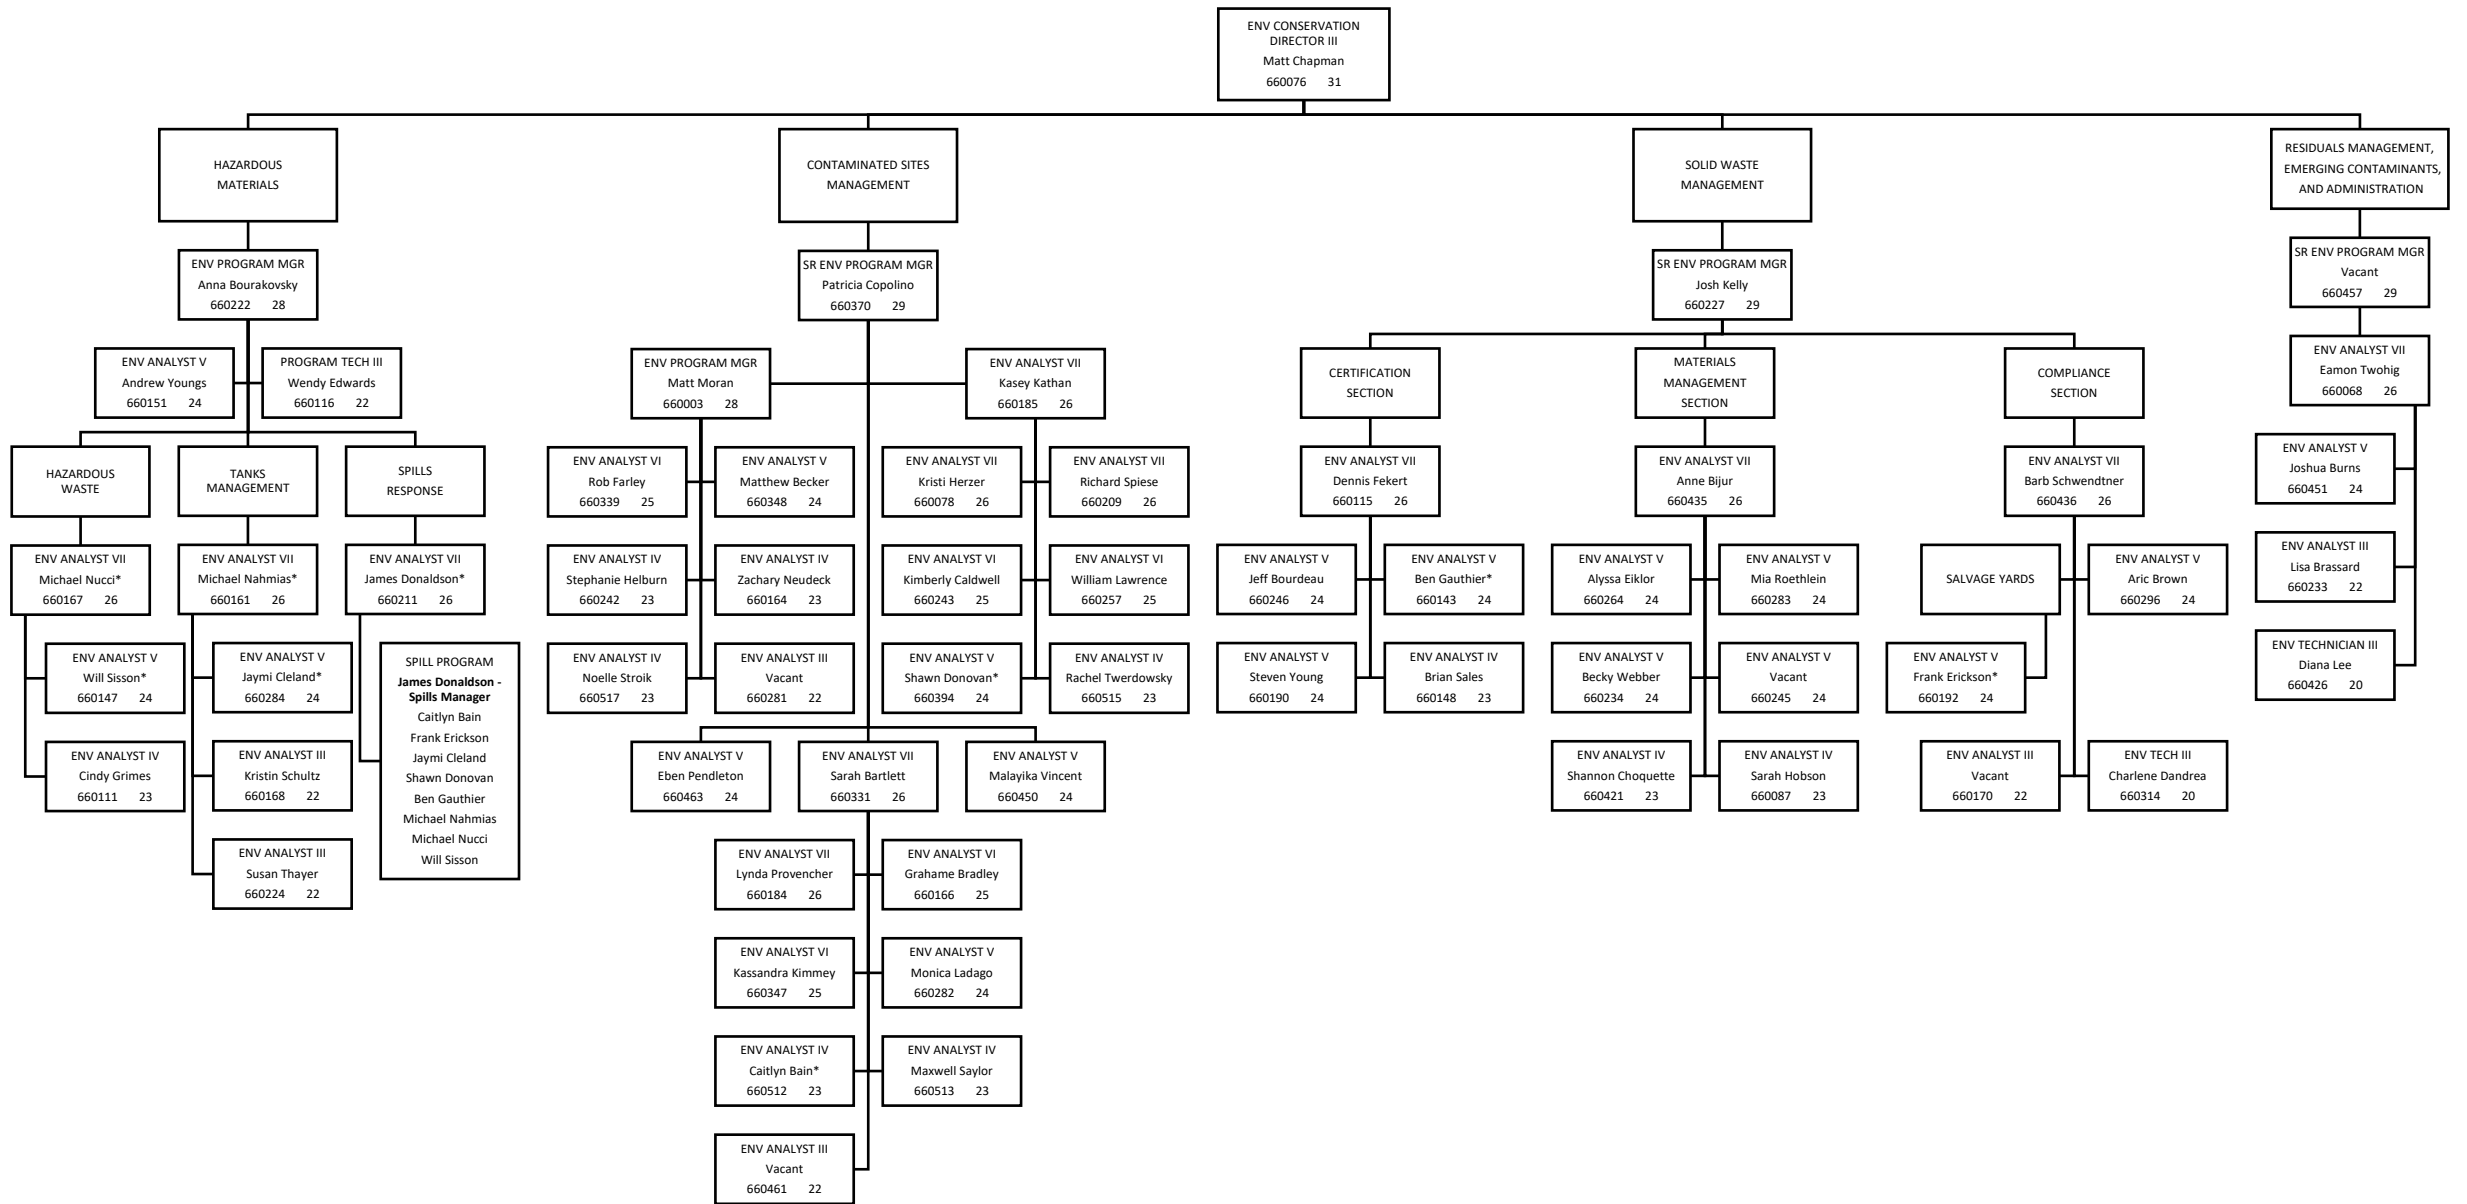 ENV CONSERVATION
DIRECTOR III
Matt Chapman
660076 31
HAZARDOUS
MATERIALS
ENV PROGRAM MGR
Anna Bourakovsky
660222 28
ENV ANALYST V
Andrew Youngs
660151 24
PROGRAM TECH III
Wendy Edwards
660116 22
HAZARDOUS
WASTE
ENV ANALYST VII
Michael Nucci*
660167 26
ENV ANALYST V
Will Sisson*
660147 24
ENV ANALYST IV
Cindy Grimes
660111 23
TANKS
MANAGEMENT
ENV ANALYST VII
Michael Nahmias*
660161 26
ENV ANALYST V
Jaymi Cleland*
660284 24
ENV ANALYST III
Kristin Schultz
660168 22
ENV ANALYST III
Susan Thayer
660224 22
SPILLS
RESPONSE
ENV ANALYST VII
James Donaldson*
660211 26
SPILL PROGRAM
James Donaldson -
Spills Manager
Caitlyn Bain
Frank Erickson
Jaymi Cleland
Shawn Donovan
Ben Gauthier
Michael Nahmias
Michael Nucci
Will Sisson
CONTAMINATED SITES
MANAGEMENT
SR ENV PROGRAM MGR
Patricia Copolino
660370 29
ENV PROGRAM MGR
Matt Moran
660003 28
ENV ANALYST VI
Rob Farley
660339 25
ENV ANALYST V
Matthew Becker
660348 24
ENV ANALYST IV
Stephanie Helburn
660242 23
ENV ANALYST IV
Zachary Neudeck
660164 23
ENV ANALYST IV
Noelle Stroik
660517 23
ENV ANALYST III
Vacant
660281 22
ENV ANALYST VII
Kasey Kathan
660185 26
ENV ANALYST VII
Kristi Herzer
660078 26
ENV ANALYST VII
Richard Spiese
660209 26
ENV ANALYST VI
Kimberly Caldwell
660243 25
ENV ANALYST VI
William Lawrence
660257 25
ENV ANALYST V
Shawn Donovan*
660394 24
ENV ANALYST IV
Rachel Twerdowsky
660515 23
ENV ANALYST V
Eben Pendleton
660463 24
ENV ANALYST VII
Sarah Bartlett
660331 26
ENV ANALYST V
Malayika Vincent
660450 24
ENV ANALYST VII
Lynda Provencher
660184 26
ENV ANALYST VI
Grahame Bradley
660166 25
ENV ANALYST VI
Kassandra Kimmey
660347 25
ENV ANALYST V
Monica Ladago
660282 24
ENV ANALYST IV
Caitlyn Bain*
660512 23
ENV ANALYST IV
Maxwell Saylor
660513 23
ENV ANALYST III
Vacant
660461 22
SOLID WASTE
MANAGEMENT
SR ENV PROGRAM MGR
Josh Kelly
660227 29
CERTIFICATION
SECTION
ENV ANALYST VII
Dennis Fekert
660115 26
ENV ANALYST V
Jeff Bourdeau
660246 24
ENV ANALYST V
Ben Gauthier*
660143 24
ENV ANALYST V
Steven Young
660190 24
ENV ANALYST IV
Brian Sales
660148 23
MATERIALS
MANAGEMENT
SECTION
ENV ANALYST VII
Anne Bijur
660435 26
ENV ANALYST V
Alyssa Eiklor
660264 24
ENV ANALYST V
Mia Roethlein
660283 24
ENV ANALYST V
Becky Webber
660234 24
ENV ANALYST V
Vacant
660245 24
ENV ANALYST IV
Shannon Choquette
660421 23
ENV ANALYST IV
Sarah Hobson
660087 23
COMPLIANCE
SECTION
ENV ANALYST VII
Barb Schwendtner
660436 26
SALVAGE YARDS
ENV ANALYST V
Aric Brown
660296 24
ENV ANALYST V
Frank Erickson*
660192 24
ENV ANALYST III
Vacant
660170 22
ENV TECH III
Charlene Dandrea
660314 20
RESIDUALS MANAGEMENT,
EMERGING CONTAMINANTS,
AND ADMINISTRATION
SR ENV PROGRAM MGR
Vacant
660457 29
ENV ANALYST VII
Eamon Twohig
660068 26
ENV ANALYST V
Joshua Burns
660451 24
ENV ANALYST III
Lisa Brassard
660233 22
ENV TECHNICIAN III
Diana Lee
660426 20